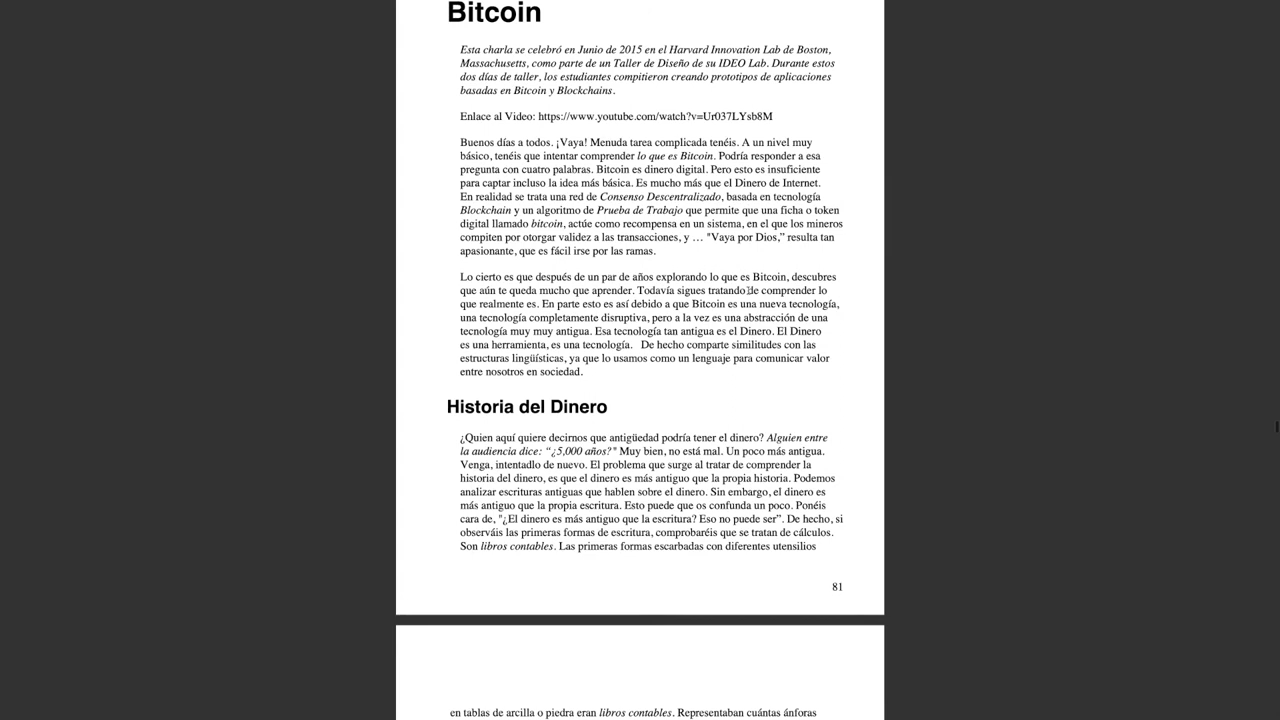 Bitcoin
Esta charla se celebró en Junio de 2015 en el Harvard Innovation Lab de Boston,
Massachusetts, como parte de un Taller de Diseño de su IDEO Lab. Durante estos
dos días de taller, los estudiantes compitieron creando prototipos de aplicaciones
basadas en Bitcoin y Blockchains.
Enlace al Video: https://www.youtube.com/watch?v=Ur037LYsb8M
Buenos días a todos. ¡Vaya! Menuda tarea complicada tenéis. A un nivel muy
básico, tenéis que intentar comprender lo que es Bitcoin. Podría responder a esa
pregunta con cuatro palabras. Bitcoin es dinero digital. Pero esto es insuficiente
para captar incluso la idea más básica. Es mucho más que el Dinero de Internet.
En realidad se trata una red de Consenso Descentralizado, basada en tecnología
Blockchain y un algoritmo de Prueba de Trabajo que permite que una ficha o token
digital llamado bitcoin, actúe como recompensa en un sistema, en el que los mineros
compiten por otorgar validez a las transacciones, y … "Vaya por Dios,” resulta tan
apasionante, que es fácil irse por las ramas.
Lo cierto es que después de un par de años explorando lo que es Bitcoin, descubres
que aún te queda mucho que aprender. Todavía sigues tratando de comprender lo
que realmente es. En parte esto es así debido a que Bitcoin es una nueva tecnología,
una tecnología completamente disruptiva, pero a la vez es una abstracción de una
tecnología muy muy antigua. Esa tecnología tan antigua es el Dinero. El Dinero
es una herramienta, es una tecnología. De hecho comparte similitudes con las
estructuras lingüísticas, ya que lo usamos como un lenguaje para comunicar valor
entre nosotros en sociedad.
Historia del Dinero
¿Quien aquí quiere decirnos que antigüedad podría tener el dinero? Alguien entre
la audiencia dice: “¿5,000 años?" Muy bien, no está mal. Un poco más antigua.
Venga, intentadlo de nuevo. El problema que surge al tratar de comprender la
historia del dinero, es que el dinero es más antiguo que la propia historia. Podemos
analizar escrituras antiguas que hablen sobre el dinero. Sin embargo, el dinero es
más antiguo que la propia escritura. Esto puede que os confunda un poco. Ponéis
cara de, "¿El dinero es más antiguo que la escritura? Eso no puede ser”. De hecho, si
observáis las primeras formas de escritura, comprobaréis que se tratan de cálculos.
Son libros contables. Las primeras formas escarbadas con diferentes utensilios
81
en tablas de arcilla o piedra eran libros contables. Representaban cuántas ánforas